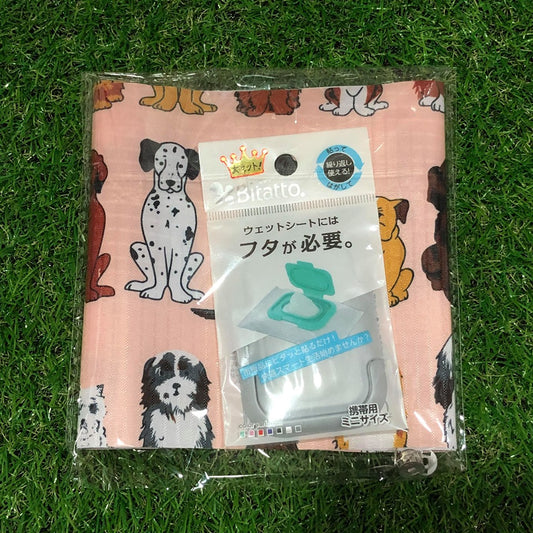 大ヒット!
Bitatto.
貼って
繰り返し
使える!
はがして
ウェットシートには
フタが必要。
携帯用
ミニサイズ